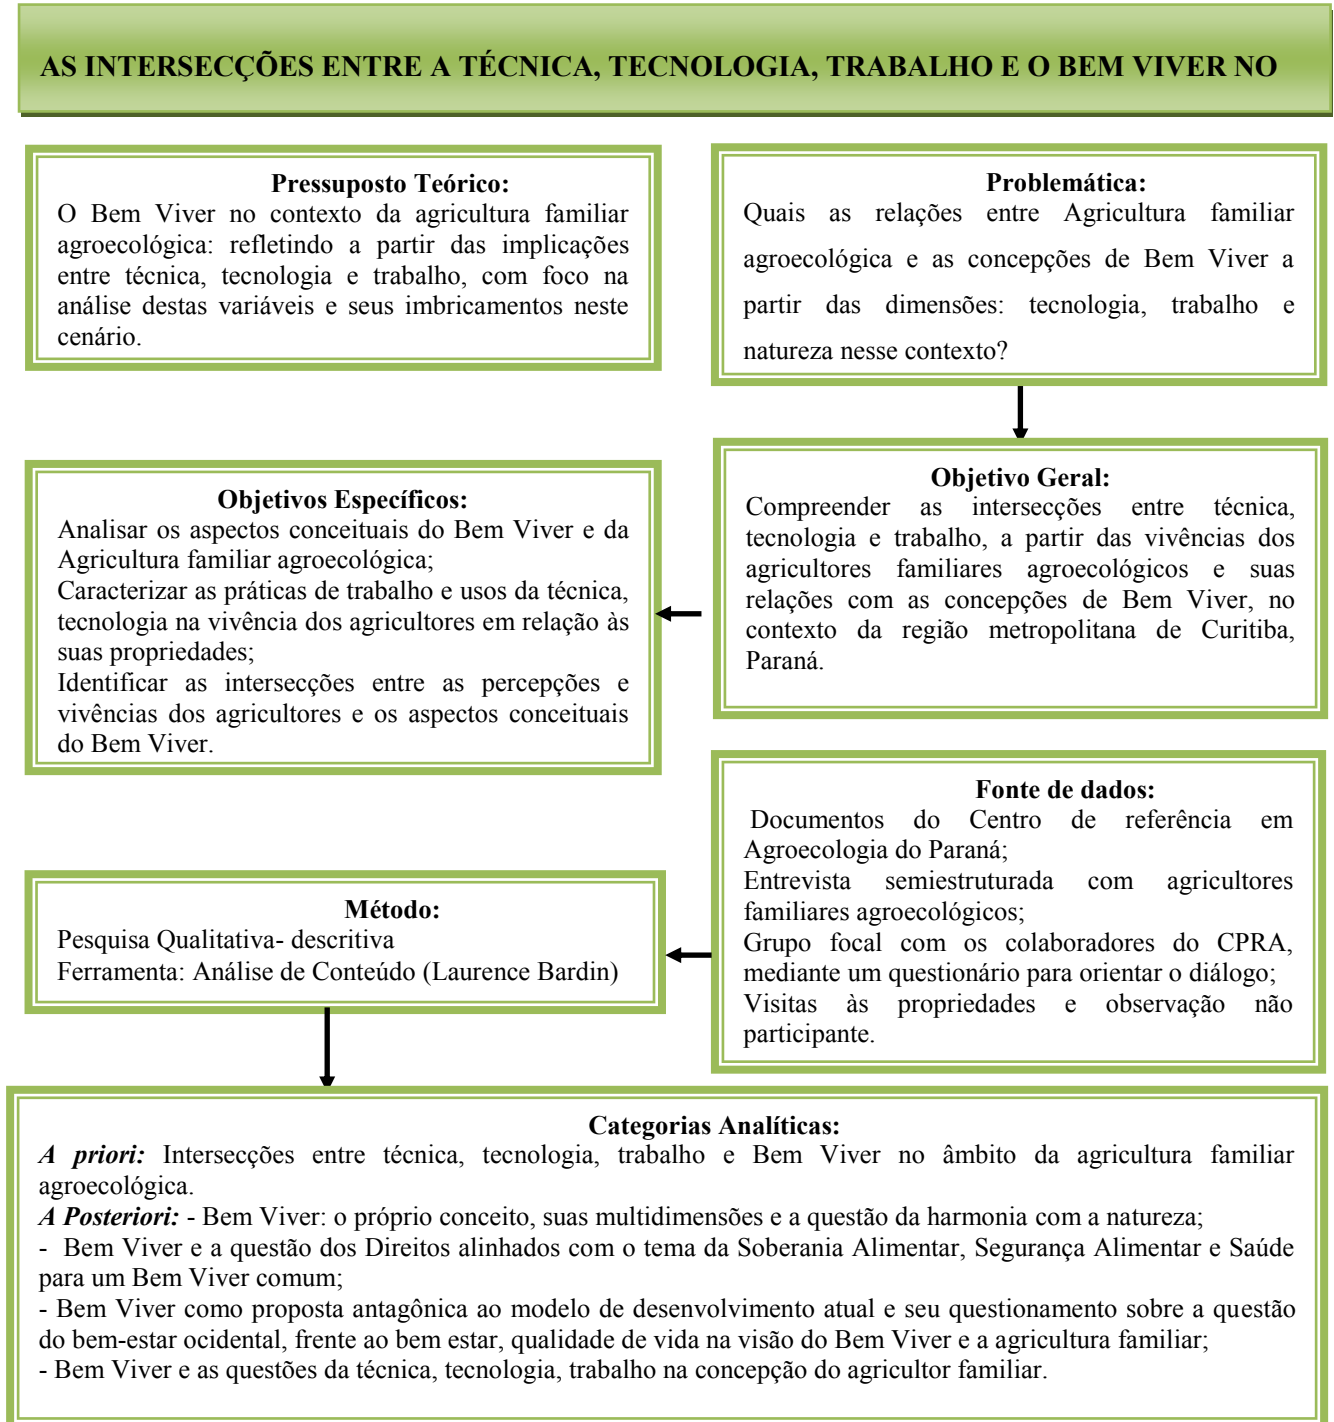 AS INTERSECÇÕES ENTRE A TÉCNICA, TECNOLOGIA, TRABALHO E O BEM VIVER NO
Pressuposto Teórico:
O Bem Viver no contexto da agricultura familiar
agroecológica: refletindo a partir das implicações
entre técnica, tecnologia e trabalho, com foco na
análise destas variáveis e seus imbricamentos neste
cenário.
Problemática:
Quais as relações entre Agricultura familiar
agroecológica e as concepções de Bem Viver a
partir das dimensões: tecnologia, trabalho e
natureza nesse contexto?
Objetivo Geral:
Compreender as intersecções entre técnica,
tecnologia e trabalho, a partir das vivências dos
agricultores familiares agroecológicos e suas
relações com as concepções de Bem Viver, no
contexto da região metropolitana de Curitiba,
Paraná.
Objetivos Específicos:
Analisar os aspectos conceituais do Bem Viver e da
Agricultura familiar agroecológica;
Caracterizar as práticas de trabalho e usos da técnica,
tecnologia na vivência dos agricultores em relação às
suas propriedades;
Identificar as intersecções entre as percepções e
vivências dos agricultores e os aspectos conceituais
do Bem Viver.
Fonte de dados:
Documentos do Centro de referência em
Agroecologia do Paraná;
Entrevista semiestruturada com agricultores
familiares agroecológicos;
Grupo focal com os colaboradores do CPRA,
mediante um questionário para orientar o diálogo;
Visitas às propriedades e observação não
participante.
Método:
Pesquisa Qualitativa- descritiva
Ferramenta: Análise de Conteúdo (Laurence Bardin)
Categorias Analíticas:
A priori: Intersecções entre técnica, tecnologia, trabalho e Bem Viver no âmbito da agricultura familiar
agroecológica.
A Posteriori: - Bem Viver: o próprio conceito, suas multidimensões e a questão da harmonia com a natureza;
- Bem Viver e a questão dos Direitos alinhados com o tema da Soberania Alimentar, Segurança Alimentar e Saúde
para um Bem Viver comum;
- Bem Viver como proposta antagônica ao modelo de desenvolvimento atual e seu questionamento sobre a questão
do bem-estar ocidental, frente ao bem estar, qualidade de vida na visão do Bem Viver e a agricultura familiar;
- Bem Viver e as questões da técnica, tecnologia, trabalho na concepção do agricultor familiar.